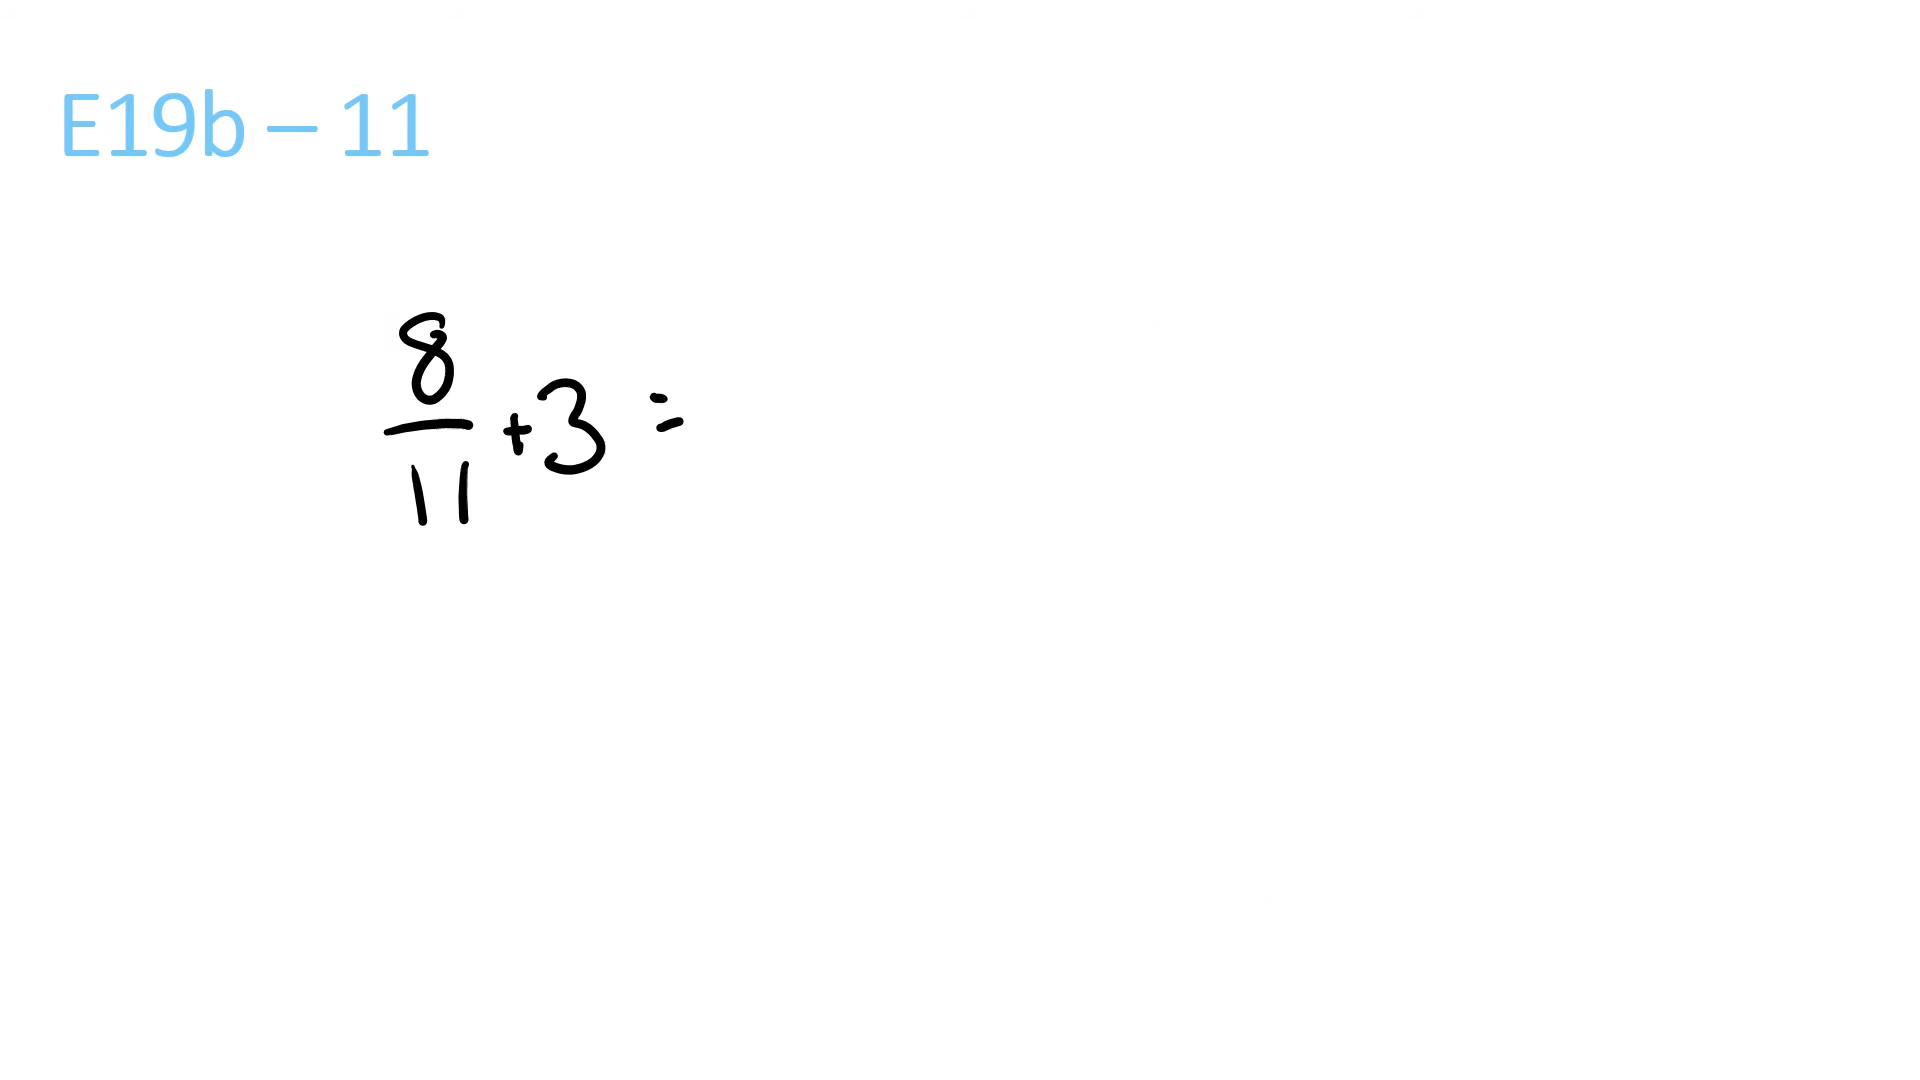 E19b – 11
8/11 + 3 =